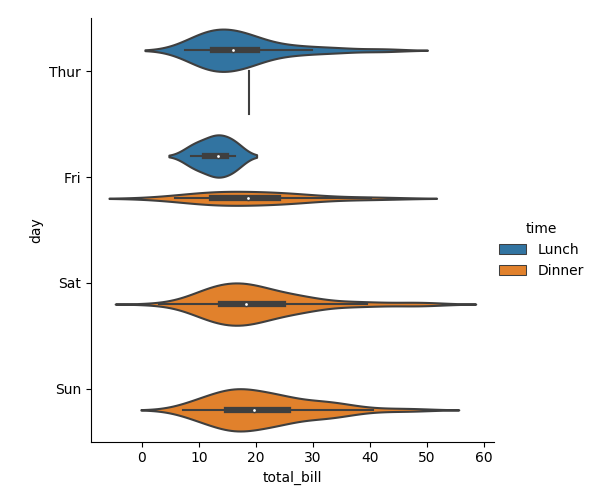 Thur
Fri
Sat
Sun
day
0 10 20 30 40 50 60
total_bill
time
Lunch
Dinner